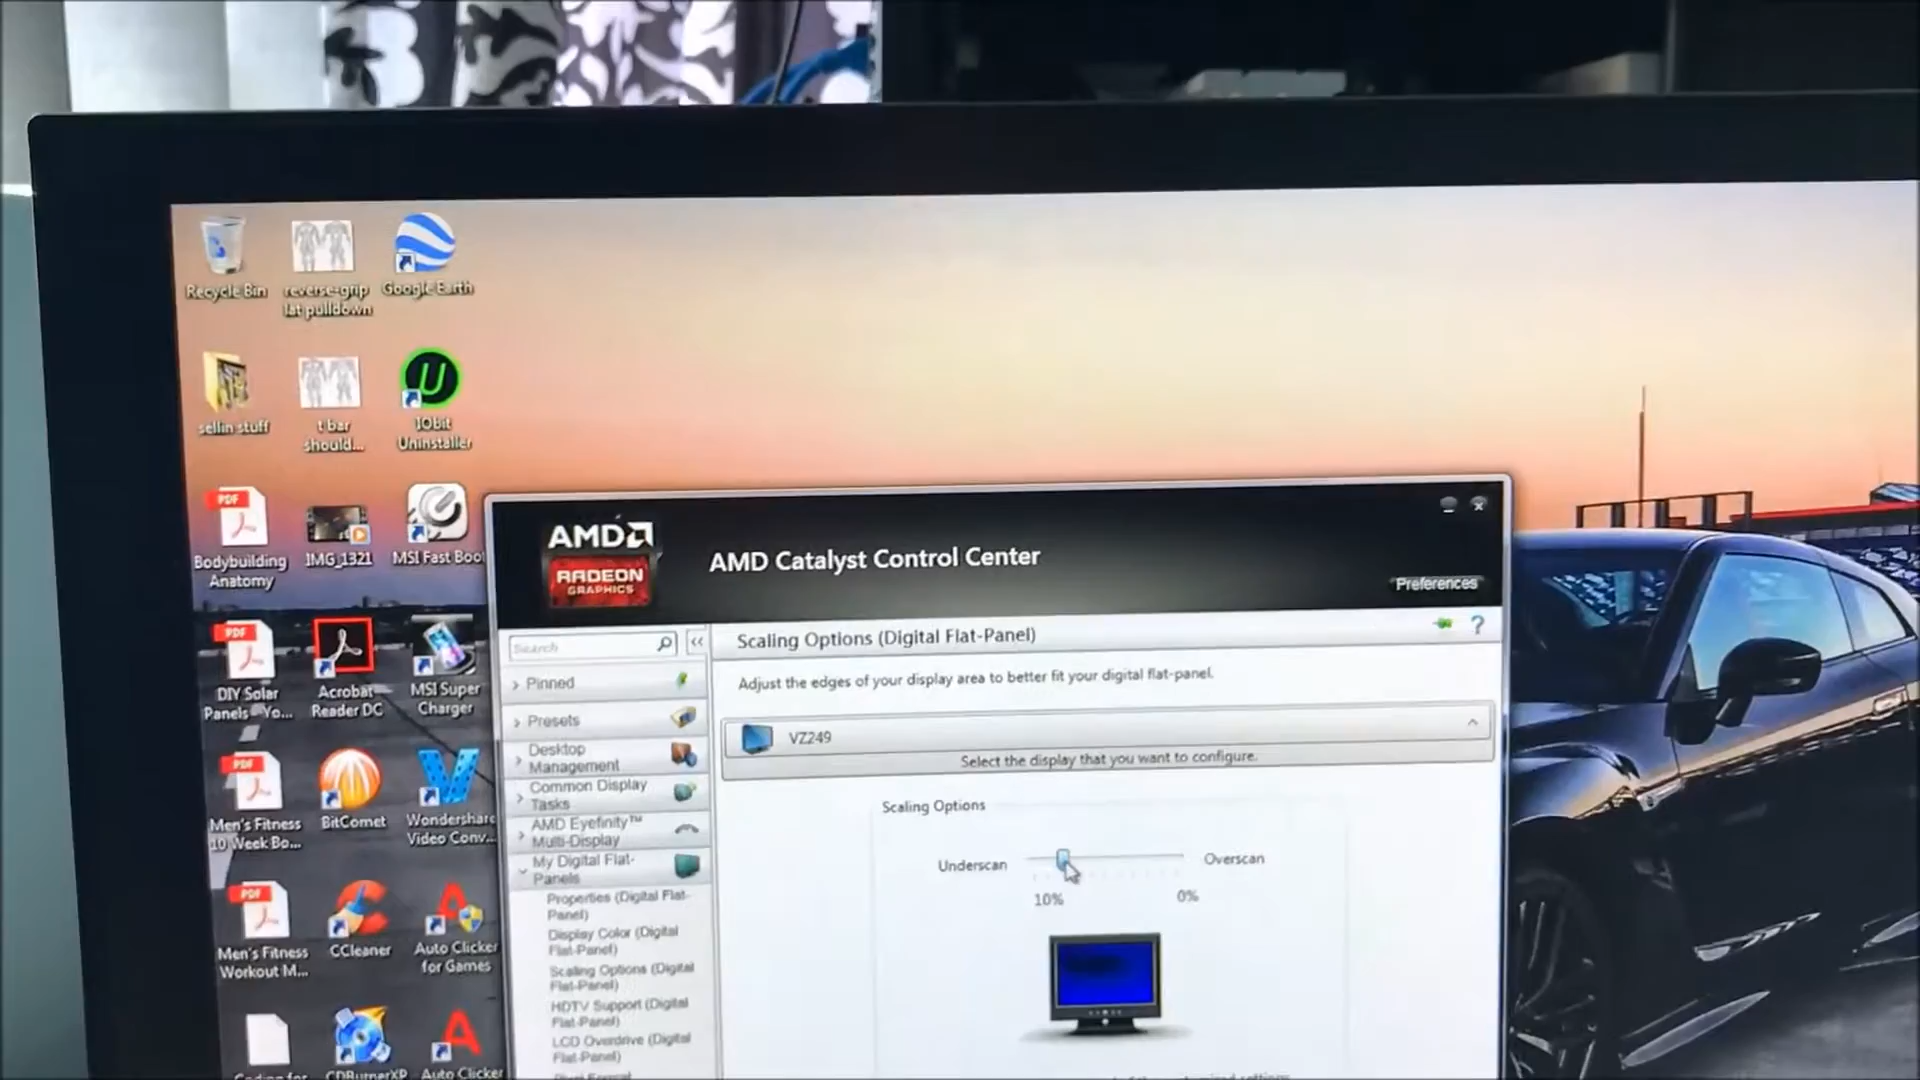 Recycle Bin
reverse-grip
lat pulldown
Google Earth
sellin stuff
t bar
should...
IObit
Uninstaller
PDF
Bodybuilding
Anatomy
IMG_1321
MSI Fast Boot
PDF
DIY Solar
Panels - Yo...
Acrobat
Reader DC
MSI Super
Charger
PDF
Men's Fitness
10 Week Bo...
BitComet
Wondershare
Video Conv...
PDF
Men's Fitness
Workout M...
CCleaner
Auto Clicker
for Games
CDBurnerXP
Auto Clicker
AMD
RADEON
GRAPHICS
AMD Catalyst Control Center
Preferences
Search
«
Scaling Options (Digital Flat-Panel)
?
Pinned
Presets
Desktop
Management
Common Display
Tasks
AMD Eyefinity™
Multi-Display
My Digital Flat-
Panels
Properties (Digital Flat-
Panel)
Display Color (Digital
Flat-Panel)
Scaling Options (Digital
Flat-Panel)
HDTV Support (Digital
Flat-Panel)
LCD Overdrive (Digital
Flat-Panel)
Adjust the edges of your display area to better fit your digital flat-panel.
VZ249
Select the display that you want to configure.
Scaling Options
Underscan
Overscan
10%
0%